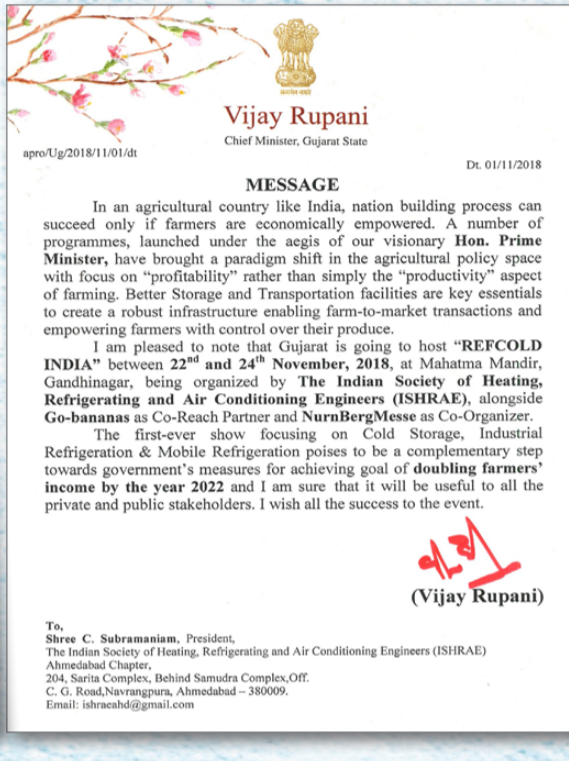 सत्यमेव जयते
Vijay Rupani
Chief Minister, Gujarat State
apro/Ug/2018/11/01/dt
Dt. 01/11/2018
MESSAGE
In an agricultural country like India, nation building process can
succeed only if farmers are economically empowered. A number of
programmes, launched under the aegis of our visionary Hon. Prime
Minister, have brought a paradigm shift in the agricultural policy space
with focus on “profitability” rather than simply the “productivity” aspect
of farming. Better Storage and Transportation facilities are key essentials
to create a robust infrastructure enabling farm-to-market transactions and
empowering farmers with control over their produce.
I am pleased to note that Gujarat is going to host “REFCOLD
INDIA” between 22nd and 24th November, 2018, at Mahatma Mandir,
Gandhinagar, being organized by The Indian Society of Heating,
Refrigerating and Air Conditioning Engineers (ISHRAE), alongside
Go-bananas as Co-Reach Partner and NurnBergMesse as Co-Organizer.
The first-ever show focusing on Cold Storage, Industrial
Refrigeration & Mobile Refrigeration poises to be a complementary step
towards government’s measures for achieving goal of doubling farmers’
income by the year 2022 and I am sure that it will be useful to all the
private and public stakeholders. I wish all the success to the event.
(Vijay Rupani)
To,
Shree C. Subramaniam, President,
The Indian Society of Heating, Refrigerating and Air Conditioning Engineers (ISHRAE)
Ahmedabad Chapter,
204, Sarita Complex, Behind Samudra Complex,Off.
C. G. Road,Navrangpura, Ahmedabad – 380009.
Email: ishraeahd@gmail.com